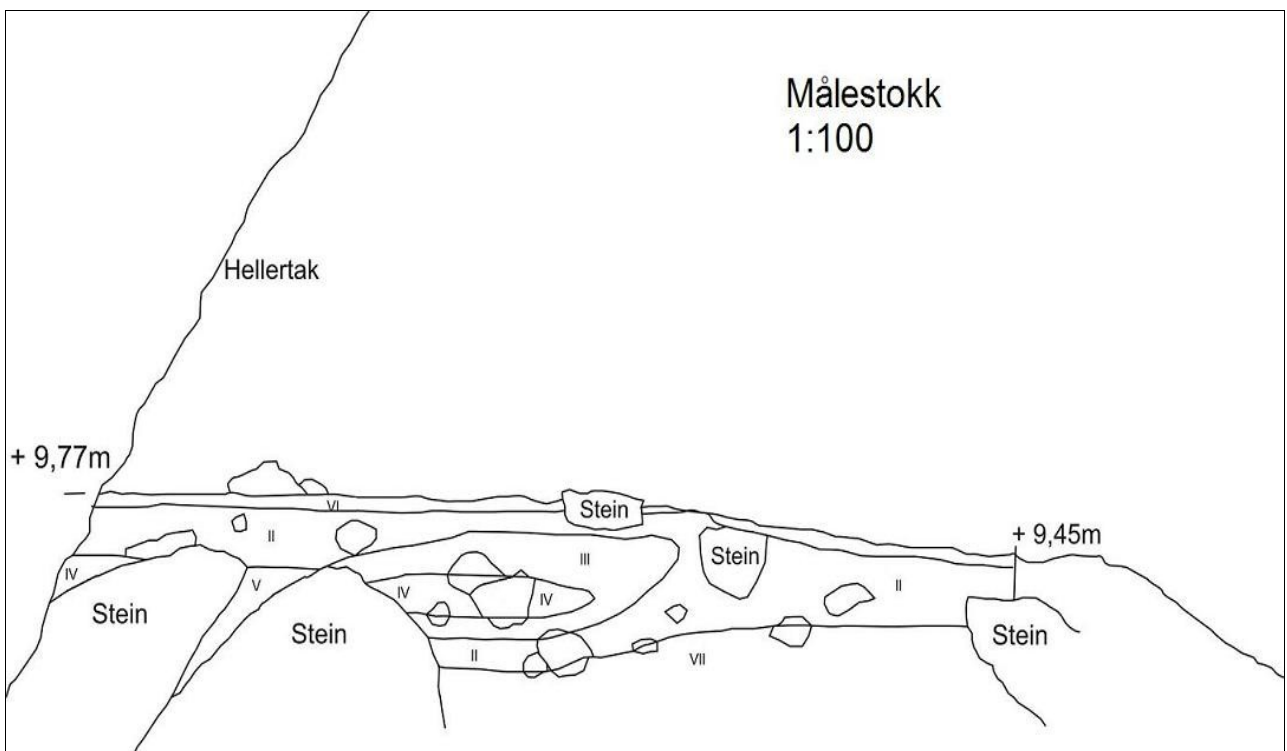 Målestokk
1:100
Hellertak
+ 9,77m
VI
Stein
II
+ 9,45m
III
Stein
IV
V
IV
IV
II
Stein
Stein
Stein
II
VII